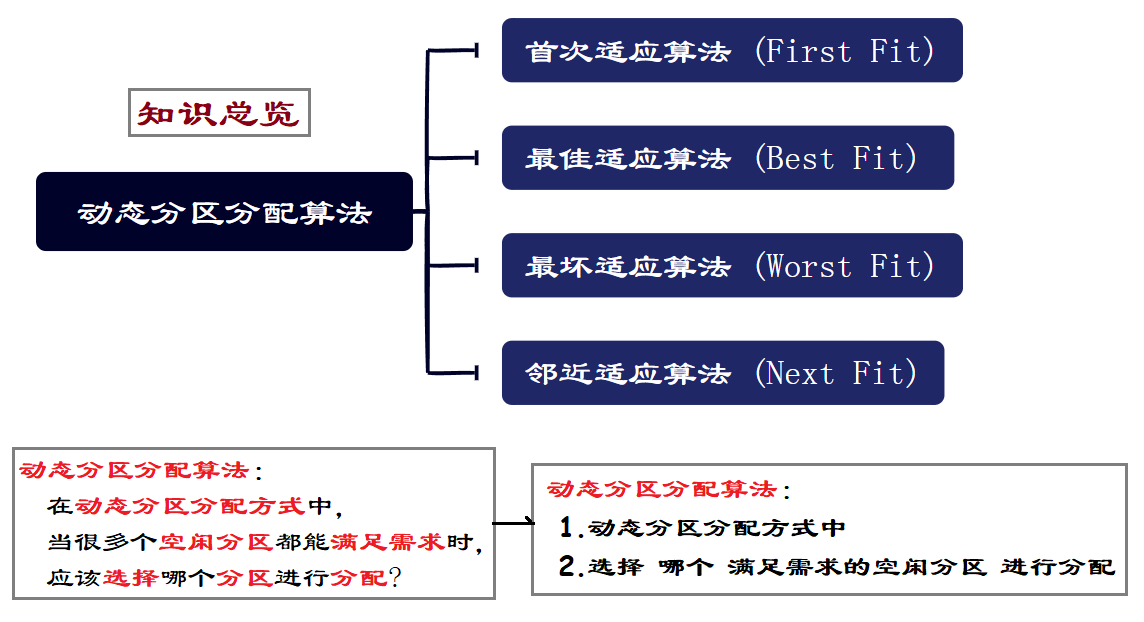 知识总览
动态分区分配算法
首次适应算法 (First Fit)
最佳适应算法 (Best Fit)
最坏适应算法 (Worst Fit)
邻近适应算法 (Next Fit)
动态分区分配算法:
在动态分区分配方式中,
当很多个空闲分区都能满足需求时,
应该选择哪个分区进行分配?
动态分区分配算法:
1.动态分区分配方式中
2.选择 哪个 满足需求的空闲分区 进行分配